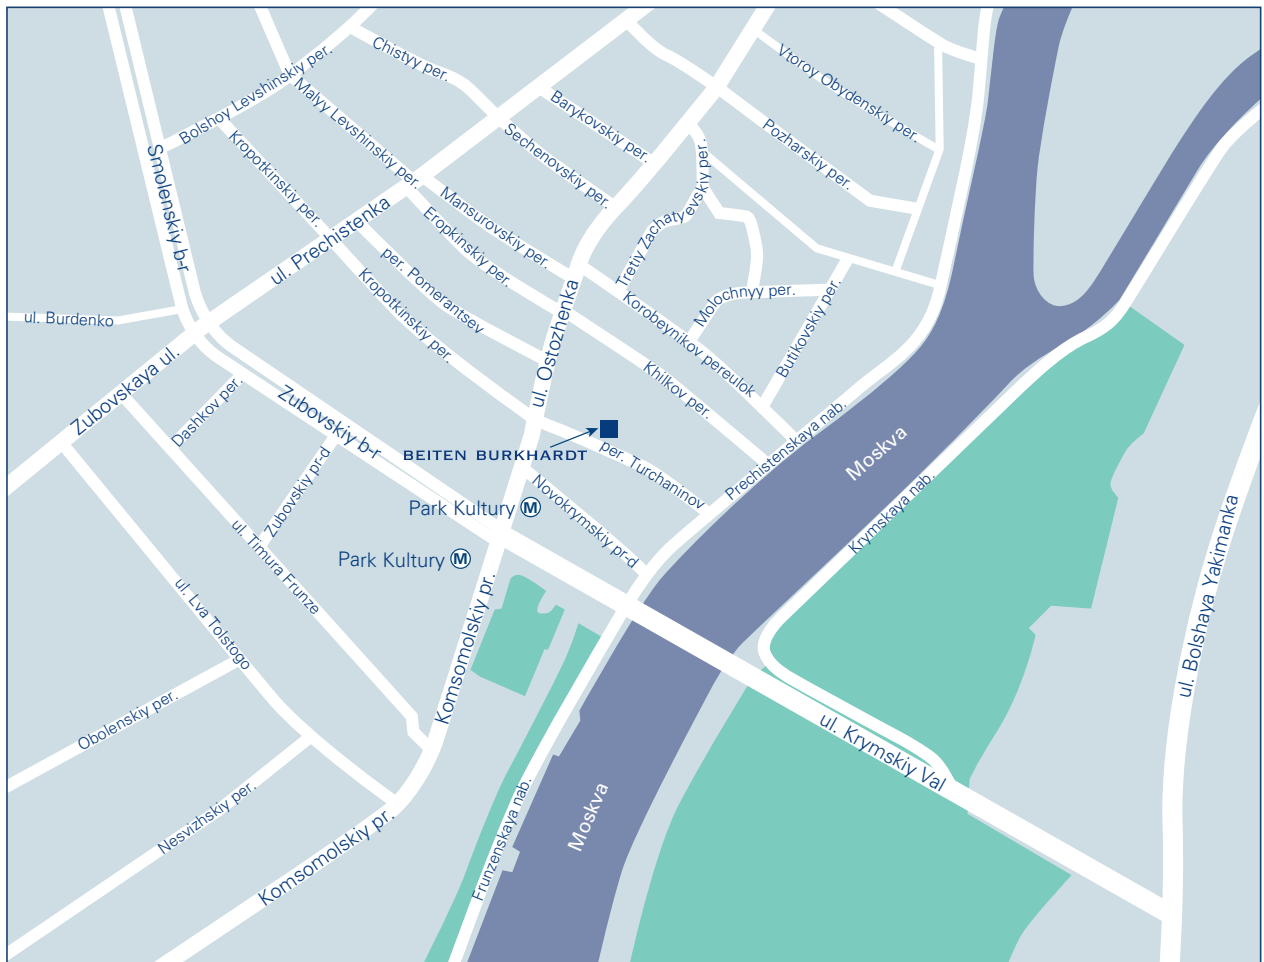 Chistyy per.
Vtoroy Obydenskiy per.
Bolshoy Levshinskiy per.
Malyy Levshinskiy per.
Barykovskiy per.
Pozharskiy per.
Sechenovskiy per.
Kropotkinskiy per.
Smolenskiy b-r
Tretiy Zachatyevskiy per.
Mansurovskiy per.
ul. Prechistenka
Eropkinskiy per.
per. Pomerantsev
Kropotkinskiy per.
Molochnyy per.
Korobeynikov pereulok
Butikovskiy per.
ul. Burdenko
ul. Ostozhenka
Zubovskaya ul.
Khilkov per.
Dashkov per.
Zubovskiy b-r
Prechistenskaya nab.
Moskva
BEITEN BURKHARDT
per. Turchaninov
Zubovskiy pr-d
Novokrymskiy pr-d
Krymskaya nab.
Park Kultury M
Park Kultury M
ul. Timura Frunze
ul. Bolshaya Yakimanka
ul. Lva Tolstogo
Komsomolskiy pr.
Obolenskiy per.
ul. Krymskiy Val
Nesvizhskiy per.
Moskva
Frunzenskaya nab.
Komsomolskiy pr.